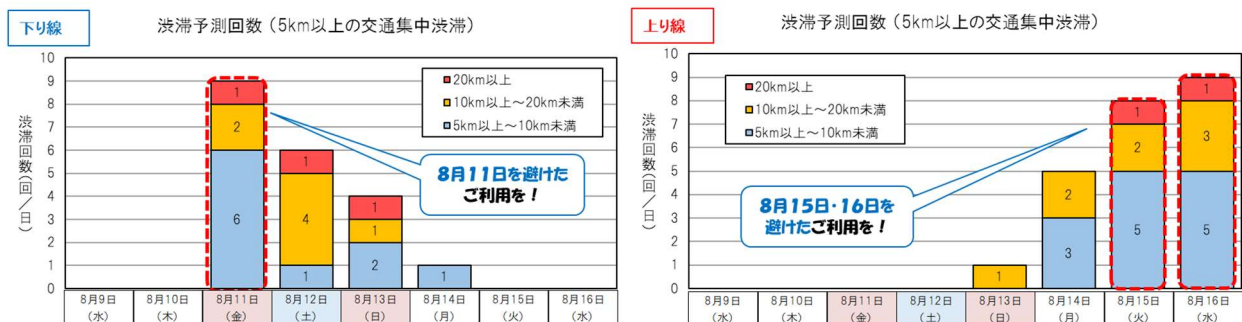 下り線
渋滞予測回数（5km以上の交通集中渋滞）
渋滞回数（回／日）
10
9
8
7
6
5
4
3
2
1
20km以上
10km以上～20km未満
5km以上～10km未満
1
2
6
1
4
1
1
1
2
1
8月11日を避けた
ご利用を！
8月9日
（水）
8月10日
（木）
8月11日
（金）
8月12日
（土）
8月13日
（日）
8月14日
（月）
8月15日
（火）
8月16日
（水）
上り線
渋滞予測回数（5km以上の交通集中渋滞）
渋滞回数（回／日）
10
9
8
7
6
5
4
3
2
1
0
20km以上
10km以上～20km未満
5km以上～10km未満
1
2
3
1
2
5
1
3
5
8月15日・16日を
避けたご利用を！
8月9日
（水）
8月10日
（木）
8月11日
（金）
8月12日
（土）
8月13日
（日）
8月14日
（月）
8月15日
（火）
8月16日
（水）